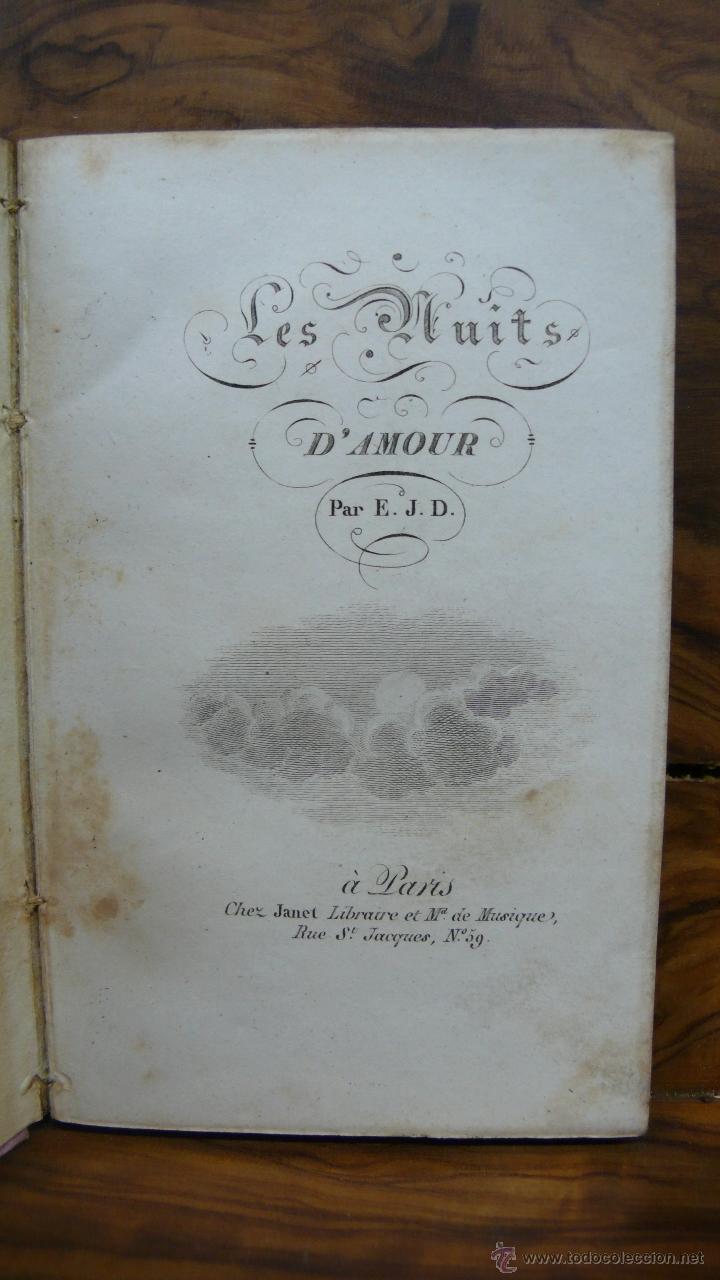 Les Nuits
D'AMOUR
Par E. J. D.
à Paris
Chez Janet Libraire et Md. de Musique,
Rue St. Jacques, No. 59.
www.todocoleccion.net